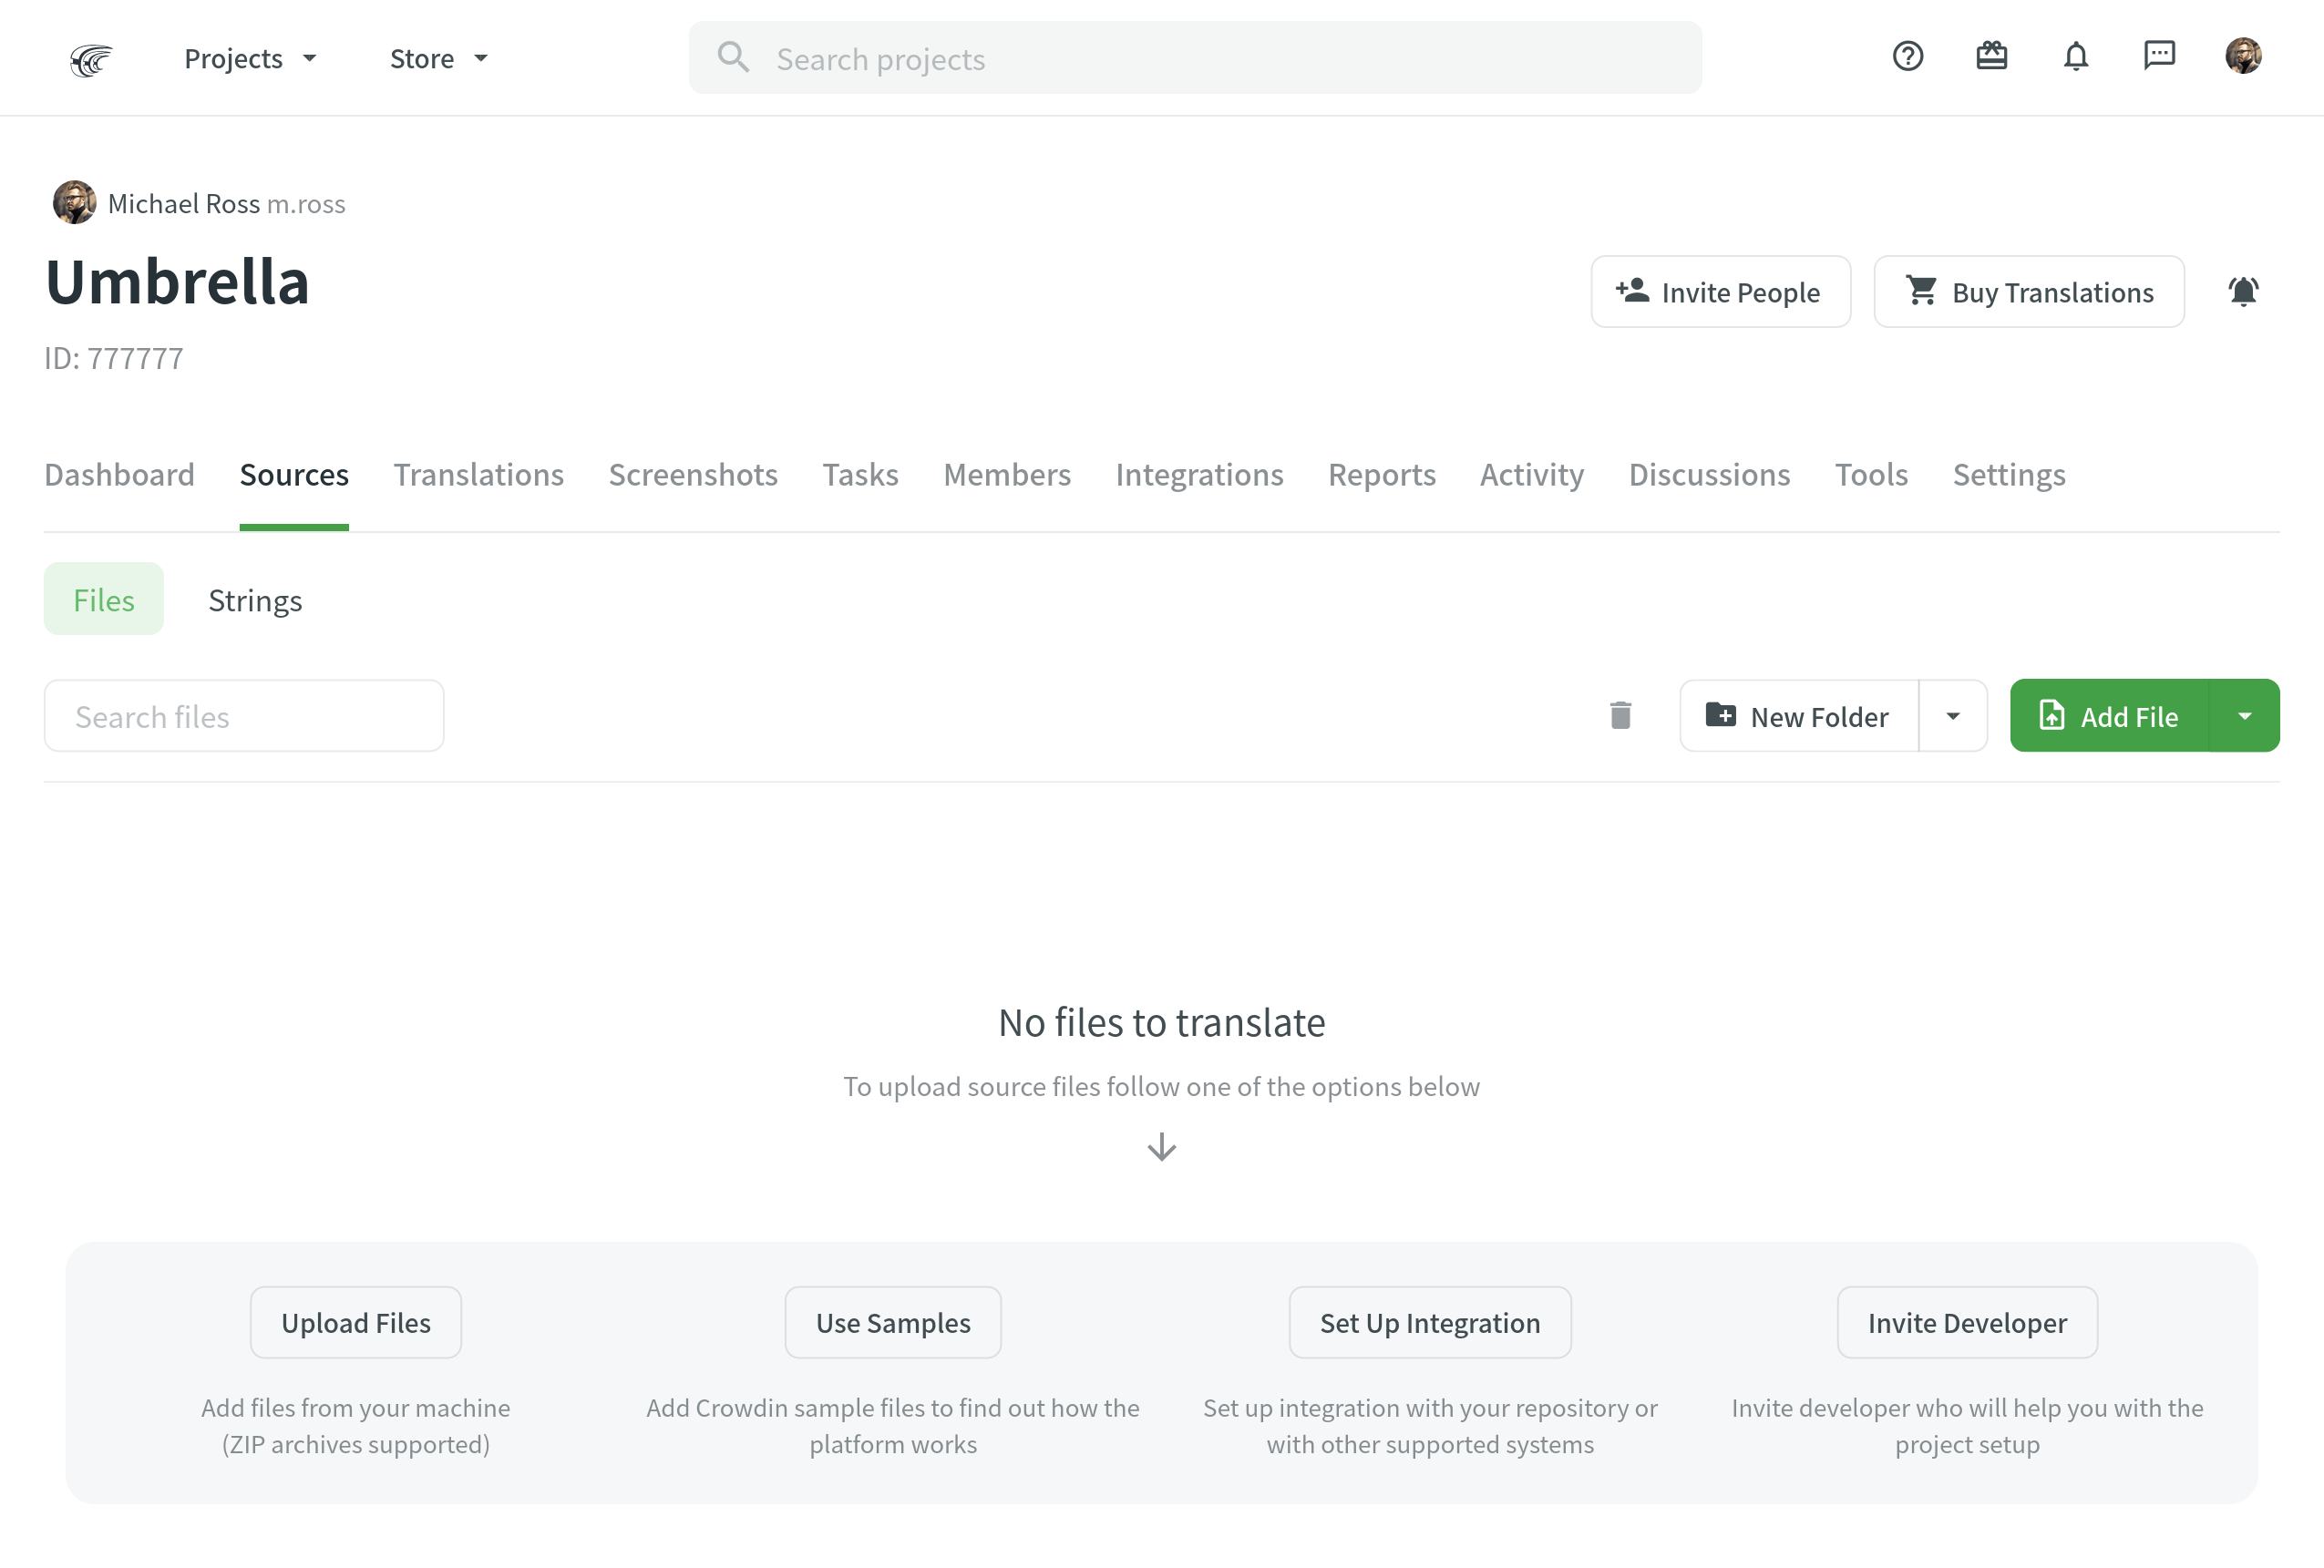 Projects Store Search projects
Michael Ross m.ross
Umbrella
Invite People Buy Translations
ID: 777777
Dashboard Sources Translations Screenshots Tasks Members Integrations Reports Activity Discussions Tools Settings
Files Strings
Search files New Folder Add File
No files to translate
To upload source files follow one of the options below
Upload Files
Add files from your machine
(ZIP archives supported)
Use Samples
Add Crowdin sample files to find out how the
platform works
Set Up Integration
Set up integration with your repository or
with other supported systems
Invite Developer
Invite developer who will help you with the
project setup